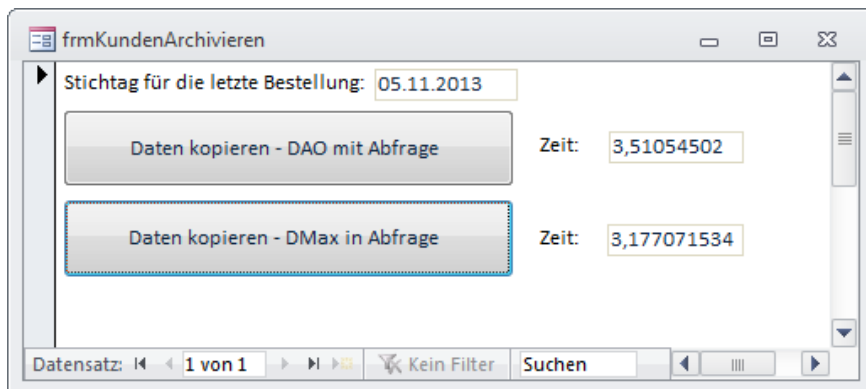 frmKundenArchivieren
Stichtag für die letzte Bestellung: 05.11.2013
Daten kopieren - DAO mit Abfrage Zeit: 3,51054502
Daten kopieren - DMax in Abfrage Zeit: 3,177071534
Datensatz: 1 von 1 Kein Filter Suchen